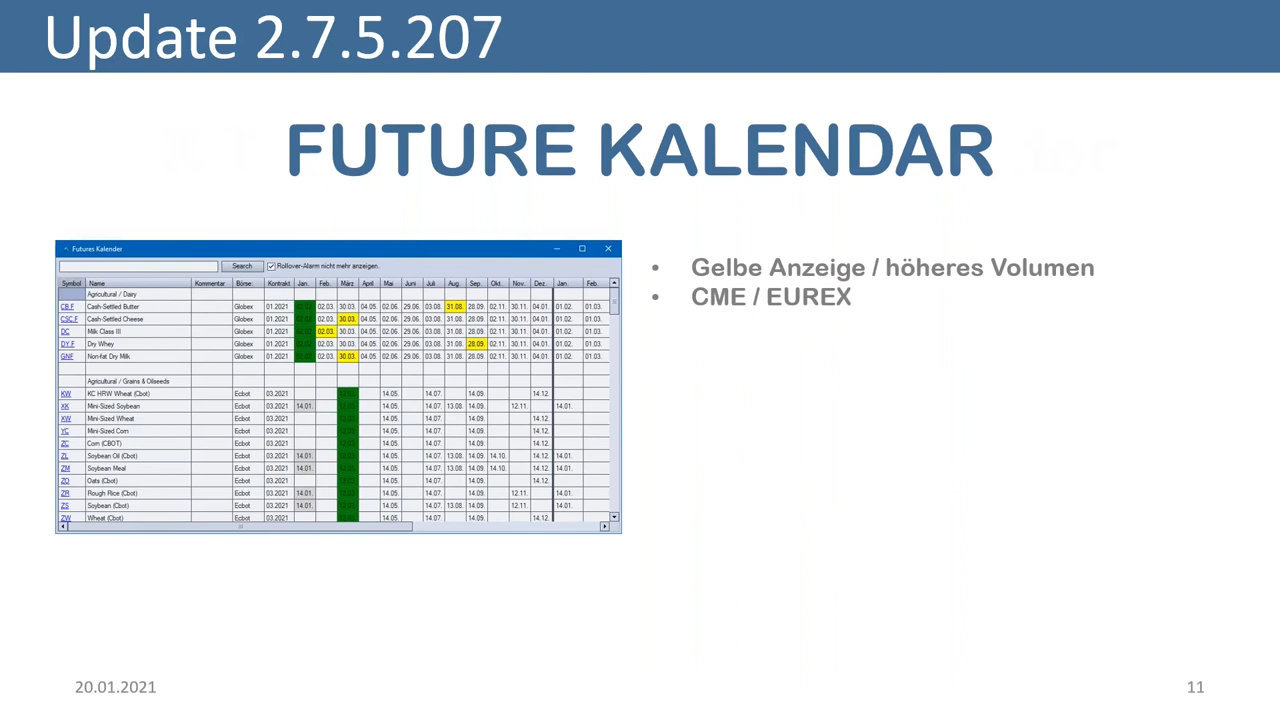 Update 2.7.5.207
FUTURE KALENDAR
Futures Kalender
Search Rollover-Alarm nicht mehr anzeigen.
Symbol Name Kommentar Börse: Kontrakt Jan. Feb. März April Mai Juni Juli Aug. Sep. Okt. Nov. Dez. Jan. Feb.
Agricultural / Dairy
CB.F Cash-Settled Butter Globex 01.2021 02.03. 30.03. 04.05. 02.06. 29.06. 03.08. 31.08. 28.09. 02.11. 30.11. 04.01. 01.02. 01.03.
CSC.F Cash-Settled Cheese Globex 01.2021 02.03. 30.03. 04.05. 02.06. 29.06. 03.08. 31.08. 28.09. 02.11. 30.11. 04.01. 01.02. 01.03.
DC Milk Class III Globex 01.2021 02.03. 30.03. 04.05. 02.06. 29.06. 03.08. 31.08. 28.09. 02.11. 30.11. 04.01. 01.02. 01.03.
DY.F Dry Whey Globex 01.2021 02.03. 30.03. 04.05. 02.06. 29.06. 03.08. 31.08. 28.09. 02.11. 30.11. 04.01. 01.02. 01.03.
GNF Non-fat Dry Milk Globex 01.2021 02.03. 30.03. 04.05. 02.06. 29.06. 03.08. 31.08. 28.09. 02.11. 30.11. 04.01. 01.02. 01.03.
Agricultural / Grains & Oilseeds
KW KC HRW Wheat (Cbot) Ecbot 03.2021 14.05. 14.07. 14.09. 14.12.
XK Mini-Sized Soybean Ecbot 03.2021 14.01. 14.05. 14.07. 13.08. 14.09. 12.11. 14.01.
XW Mini-Sized Wheat Ecbot 03.2021 14.05. 14.07. 14.09. 14.12.
YC Mini-Sized Corn Ecbot 03.2021 14.05. 14.07. 14.09. 14.12.
ZC Corn (CBOT) Ecbot 03.2021 14.05. 14.07. 14.09. 14.12.
ZL Soybean Oil (Cbot) Ecbot 03.2021 14.01. 14.05. 14.07. 13.08. 14.09. 14.10. 14.12. 14.01.
ZM Soybean Meal Ecbot 03.2021 14.01. 14.05. 14.07. 13.08. 14.09. 14.10. 14.12. 14.01.
ZO Oats (Cbot) Ecbot 03.2021 14.05. 14.07. 14.09. 14.12.
ZR Rough Rice (Cbot) Ecbot 03.2021 14.01. 14.05. 14.07. 14.09. 12.11. 14.01.
ZS Soybean (Cbot) Ecbot 03.2021 14.01. 14.05. 14.07. 13.08. 14.09. 12.11. 14.01.
ZW Wheat (Cbot) Ecbot 03.2021 14.05. 14.07. 14.09. 14.12.
• Gelbe Anzeige / höheres Volumen
• CME / EUREX
20.01.2021
11